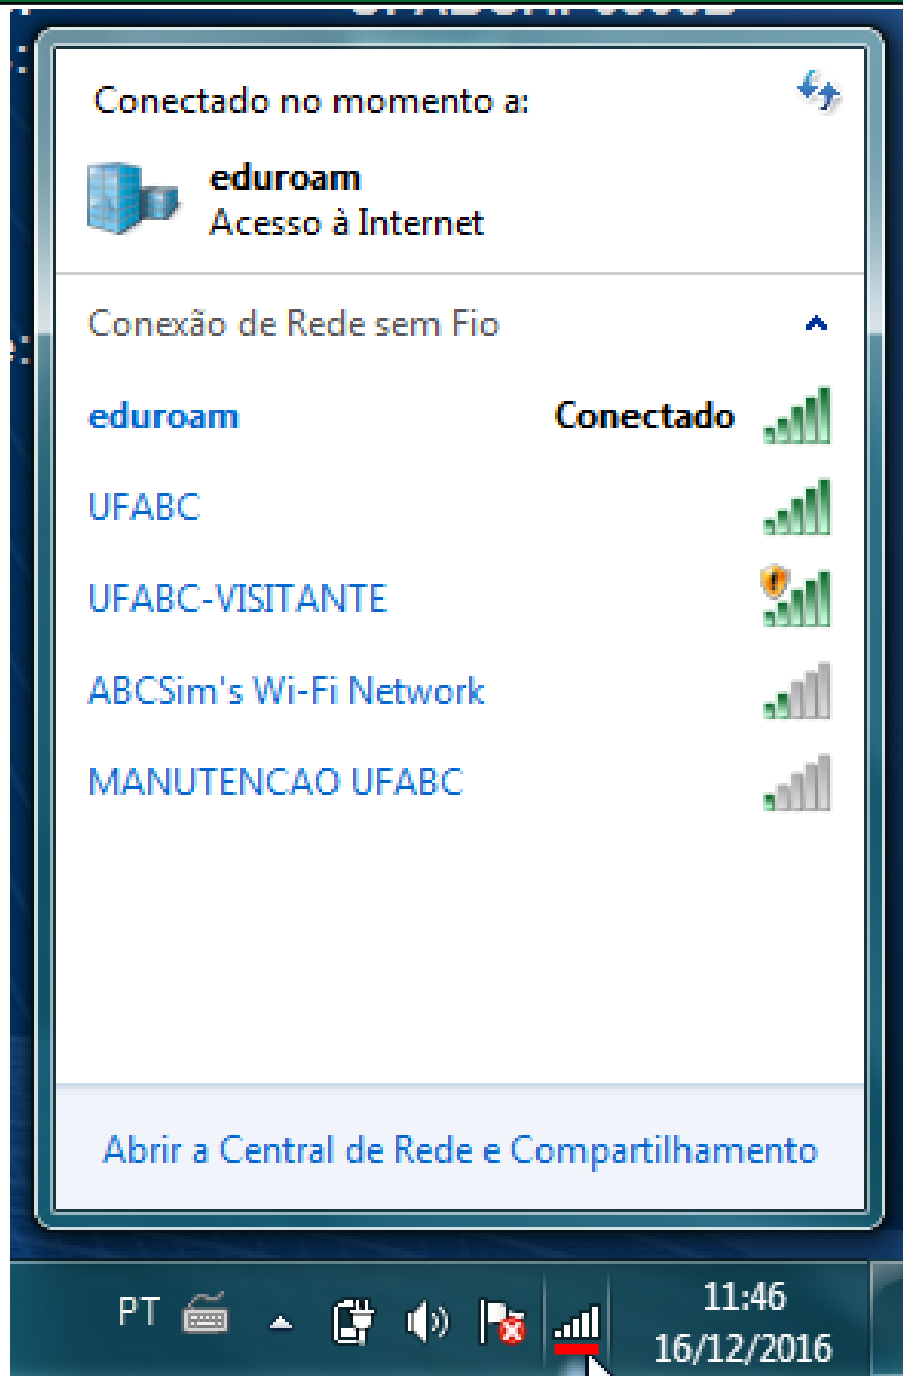 Conectado no momento a:
eduroam
Acesso à Internet
Conexão de Rede sem Fio
eduroam Conectado
UFABC
UFABC-VISITANTE
ABCSim's Wi-Fi Network
MANUTENCAO UFABC
Abrir a Central de Rede e Compartilhamento
PT
11:46
16/12/2016